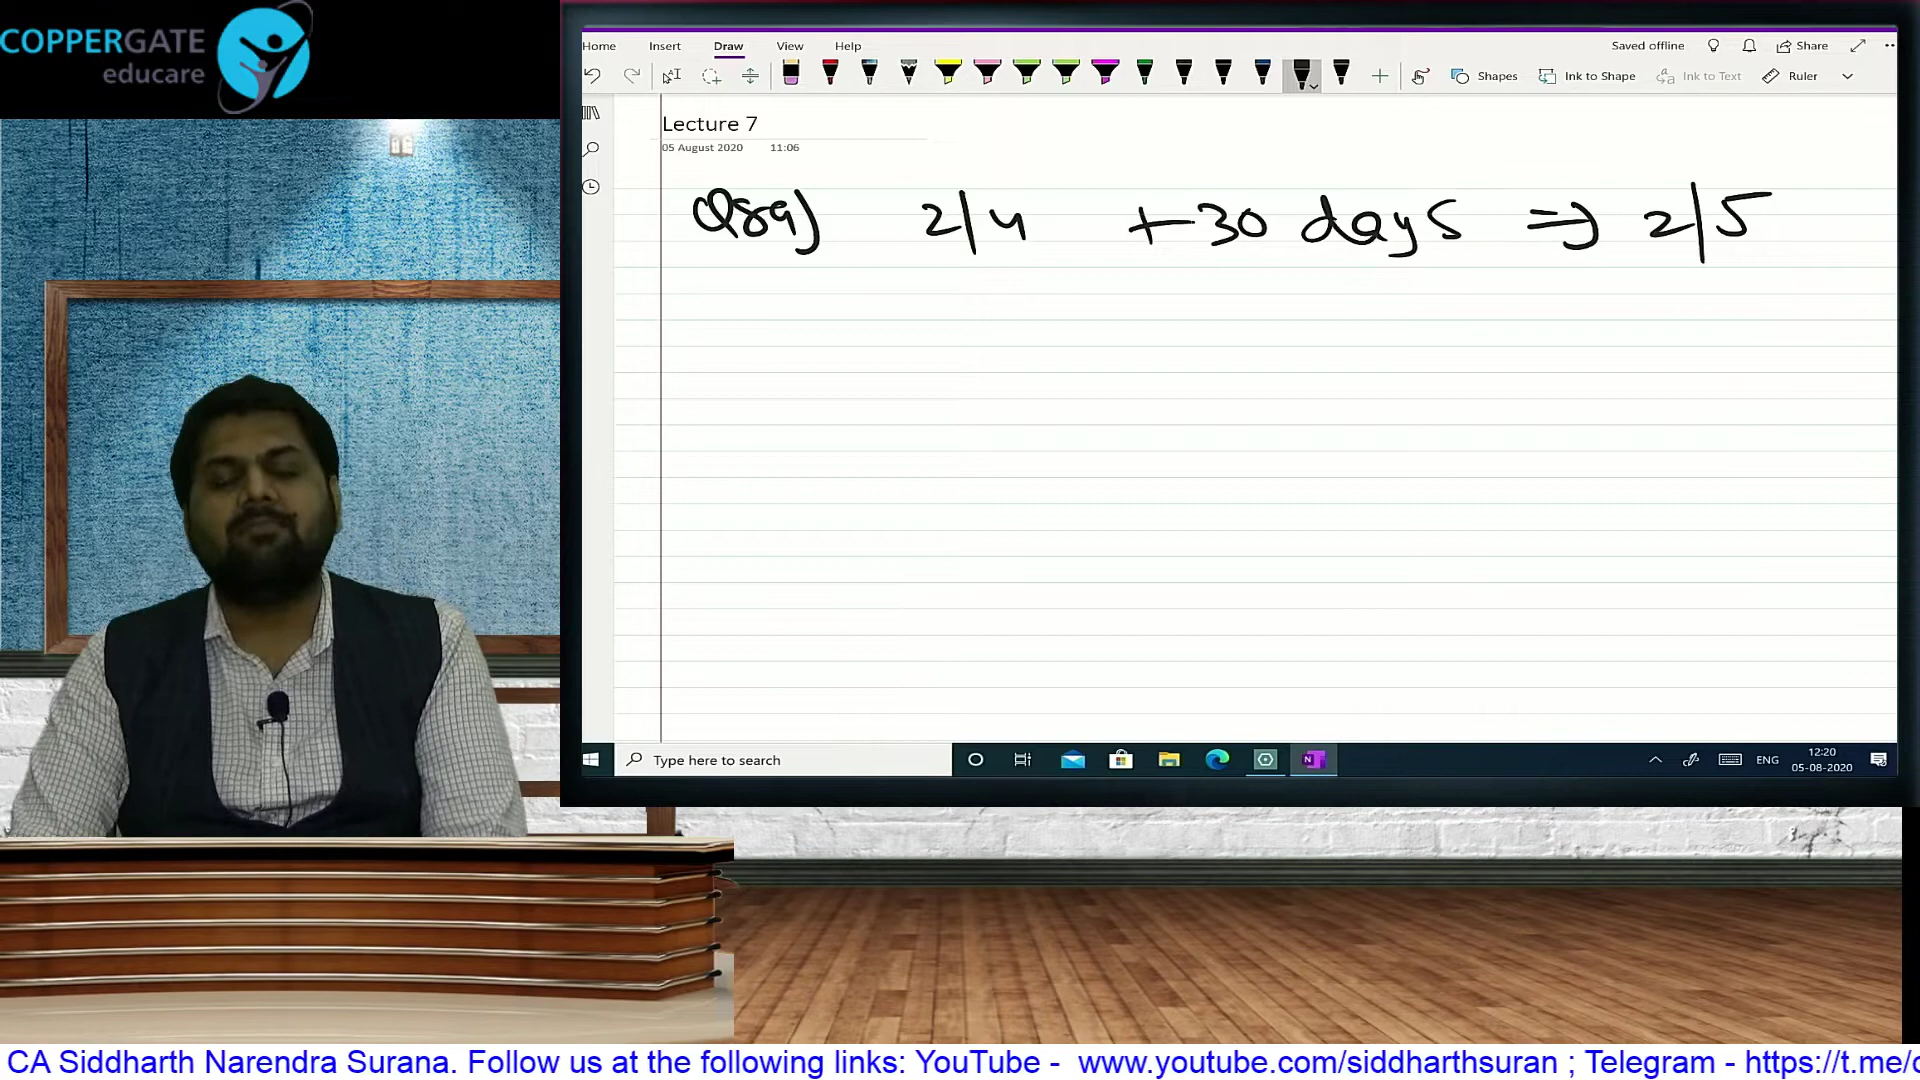 COPPERGATE
educare
Home Insert Draw View Help Saved offline Share
Shapes Ink to Shape Ink to Text Ruler
Lecture 7
05 August 2020 11:06
2/4 +30 days => 2/5
Type here to search ENG 12:20
05-08-2020
CA Siddharth Narendra Surana. Follow us at the following links: YouTube - www.youtube.com/siddharthsuran ; Telegram - https://t.me/c